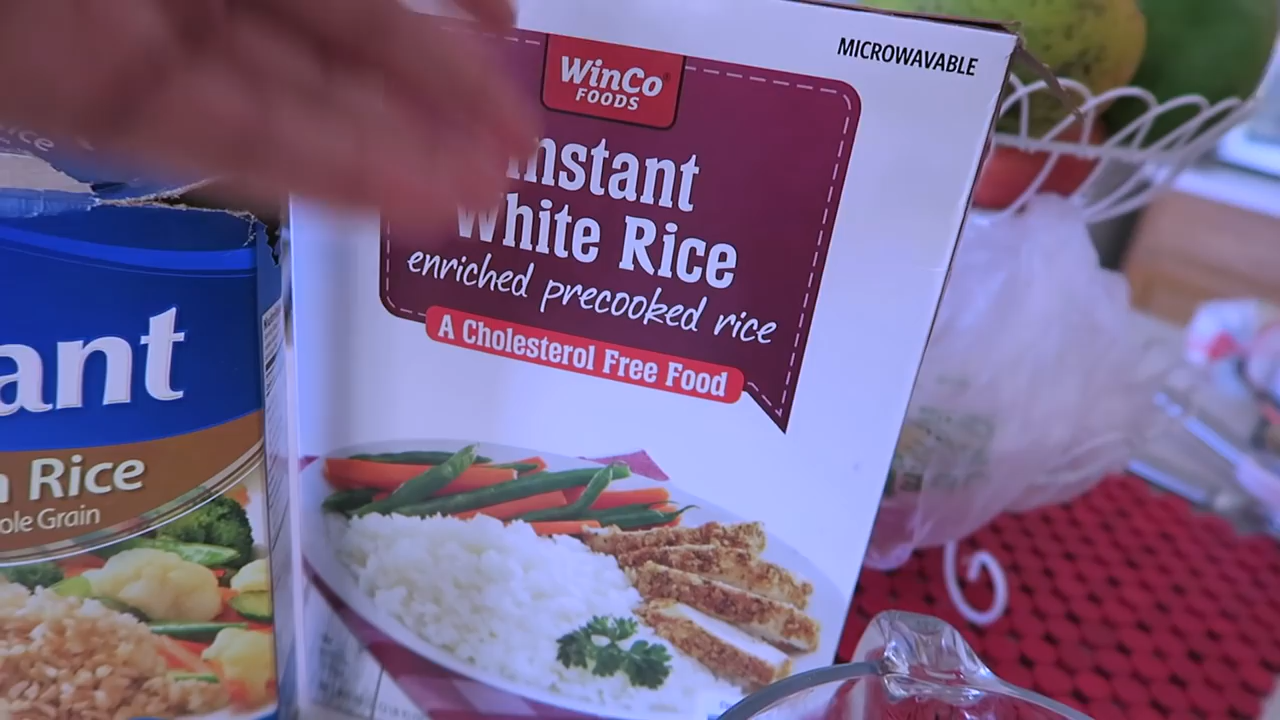 MICROWAVABLE
WinCo
FOODS
Instant
White Rice
enriched precooked rice
A Cholesterol Free Food
ant
Rice
ole Grain